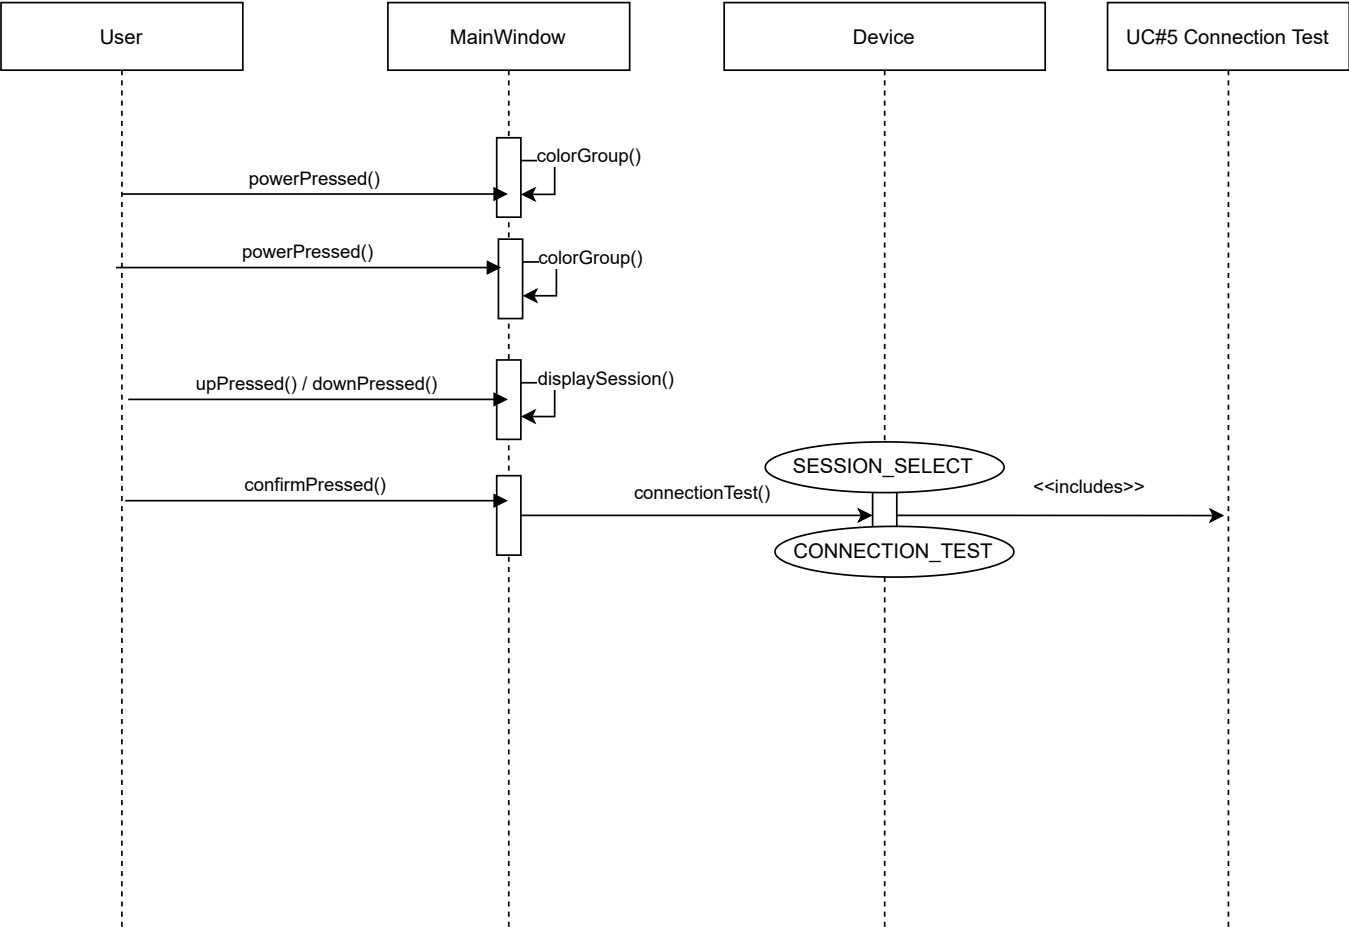 User
MainWindow
Device
UC#5 Connection Test
colorGroup()
powerPressed()
powerPressed()
colorGroup()
upPressed() / downPressed()
displaySession()
SESSION_SELECT
confirmPressed()
connectionTest()
<<includes>>
CONNECTION_TEST